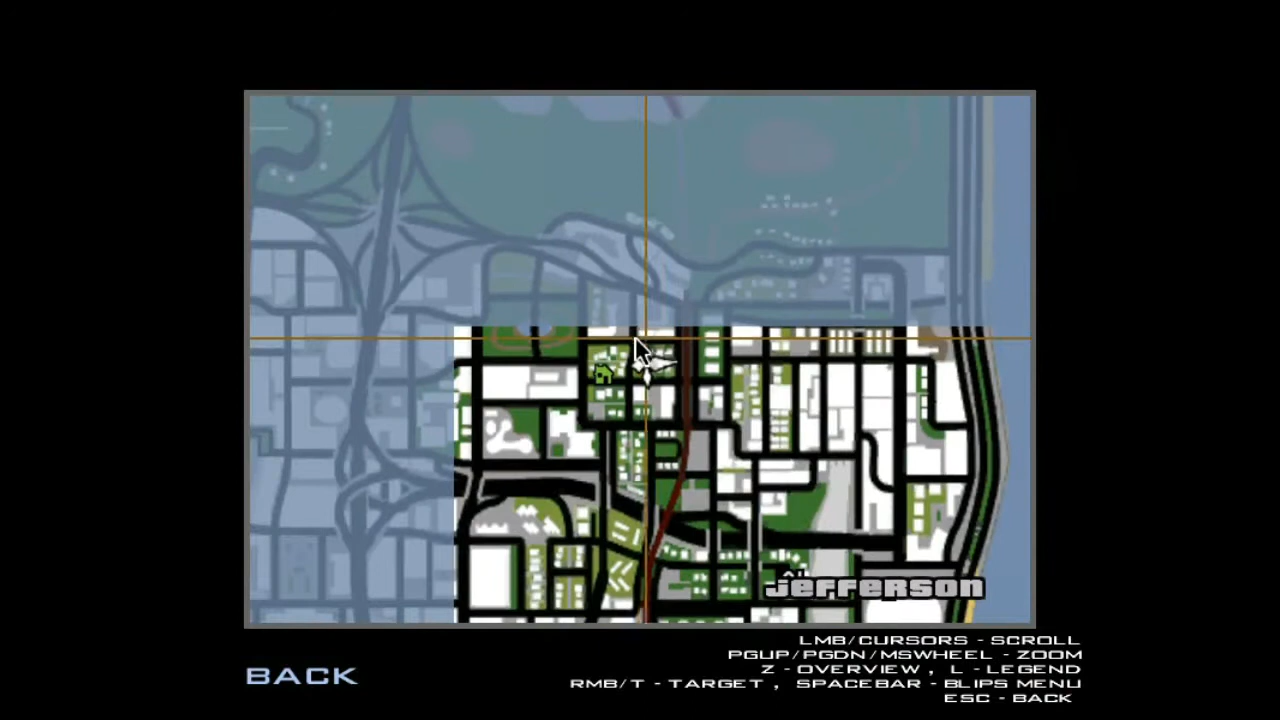 JEFFERSON
LMB/CURSORS - SCROLL
PGUP/PGDN/MSWHEEL - ZOOM
Z - OVERVIEW , L - LEGEND
BACK
RMB/T - TARGET , SPACEBAR - BLIPS MENU
ESC - BACK